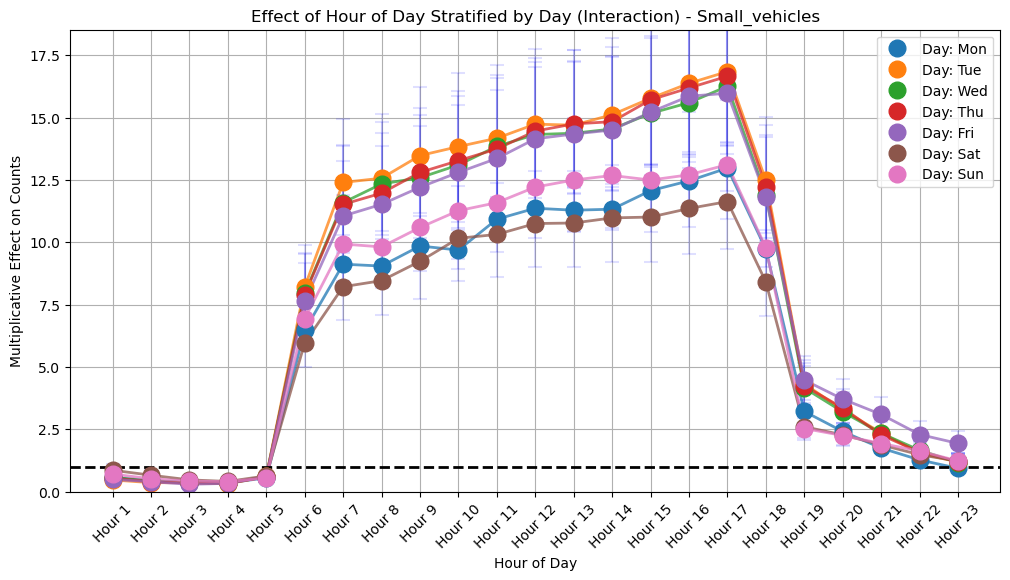 Effect of Hour of Day Stratified by Day (Interaction) - Small_vehicles
Multiplicative Effect on Counts
17.5
15.0
12.5
10.0
7.5
5.0
2.5
0.0
Day: Mon
Day: Tue
Day: Wed
Day: Thu
Day: Fri
Day: Sat
Day: Sun
Hour 1
Hour 2
Hour 3
Hour 4
Hour 5
Hour 6
Hour 7
Hour 8
Hour 9
Hour 10
Hour 11
Hour 12
Hour 13
Hour 14
Hour 15
Hour 16
Hour 17
Hour 18
Hour 19
Hour 20
Hour 21
Hour 22
Hour 23
Hour of Day